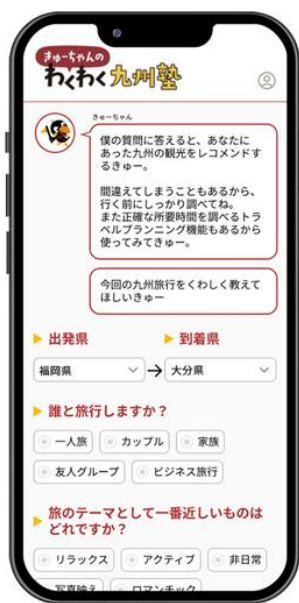 きゅーちゃんの
わくわく九州塾
きゅーちゃん
僕の質問に答えると、あなたに
あった九州の観光をレコメンドす
るきゅー。
間違えてしまうこともあるから、
行く前にしっかり調べてね。
また正確な所要時間を調べるトラ
ベルプランニング機能もあるから
使ってみてきゅー。
今回の九州旅行をくわしく教えて
ほしいきゅー
出発県 到着県
福岡県 → 大分県
誰と旅行しますか？
一人旅 カップル 家族
友人グループ ビジネス旅行
旅のテーマとして一番近しいものは
どれですか？
リラックス アクティブ 非日常
写真映え ロマンチック